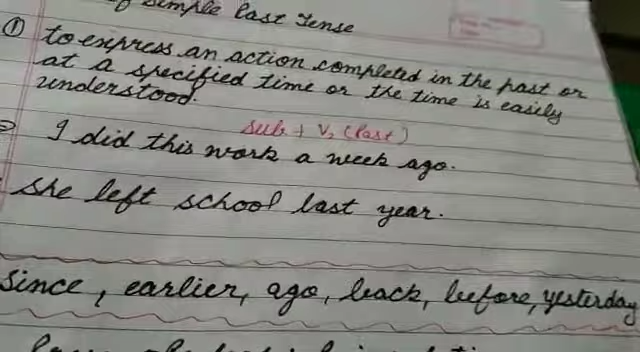 of Simple Past Tense
① to express an action completed in the past or
at a specified time or the time is easily
understood.
Sub + V₂ (Past)
I did this work a week ago.
She left school last year.
Since, earlier, ago, back, before, yesterday